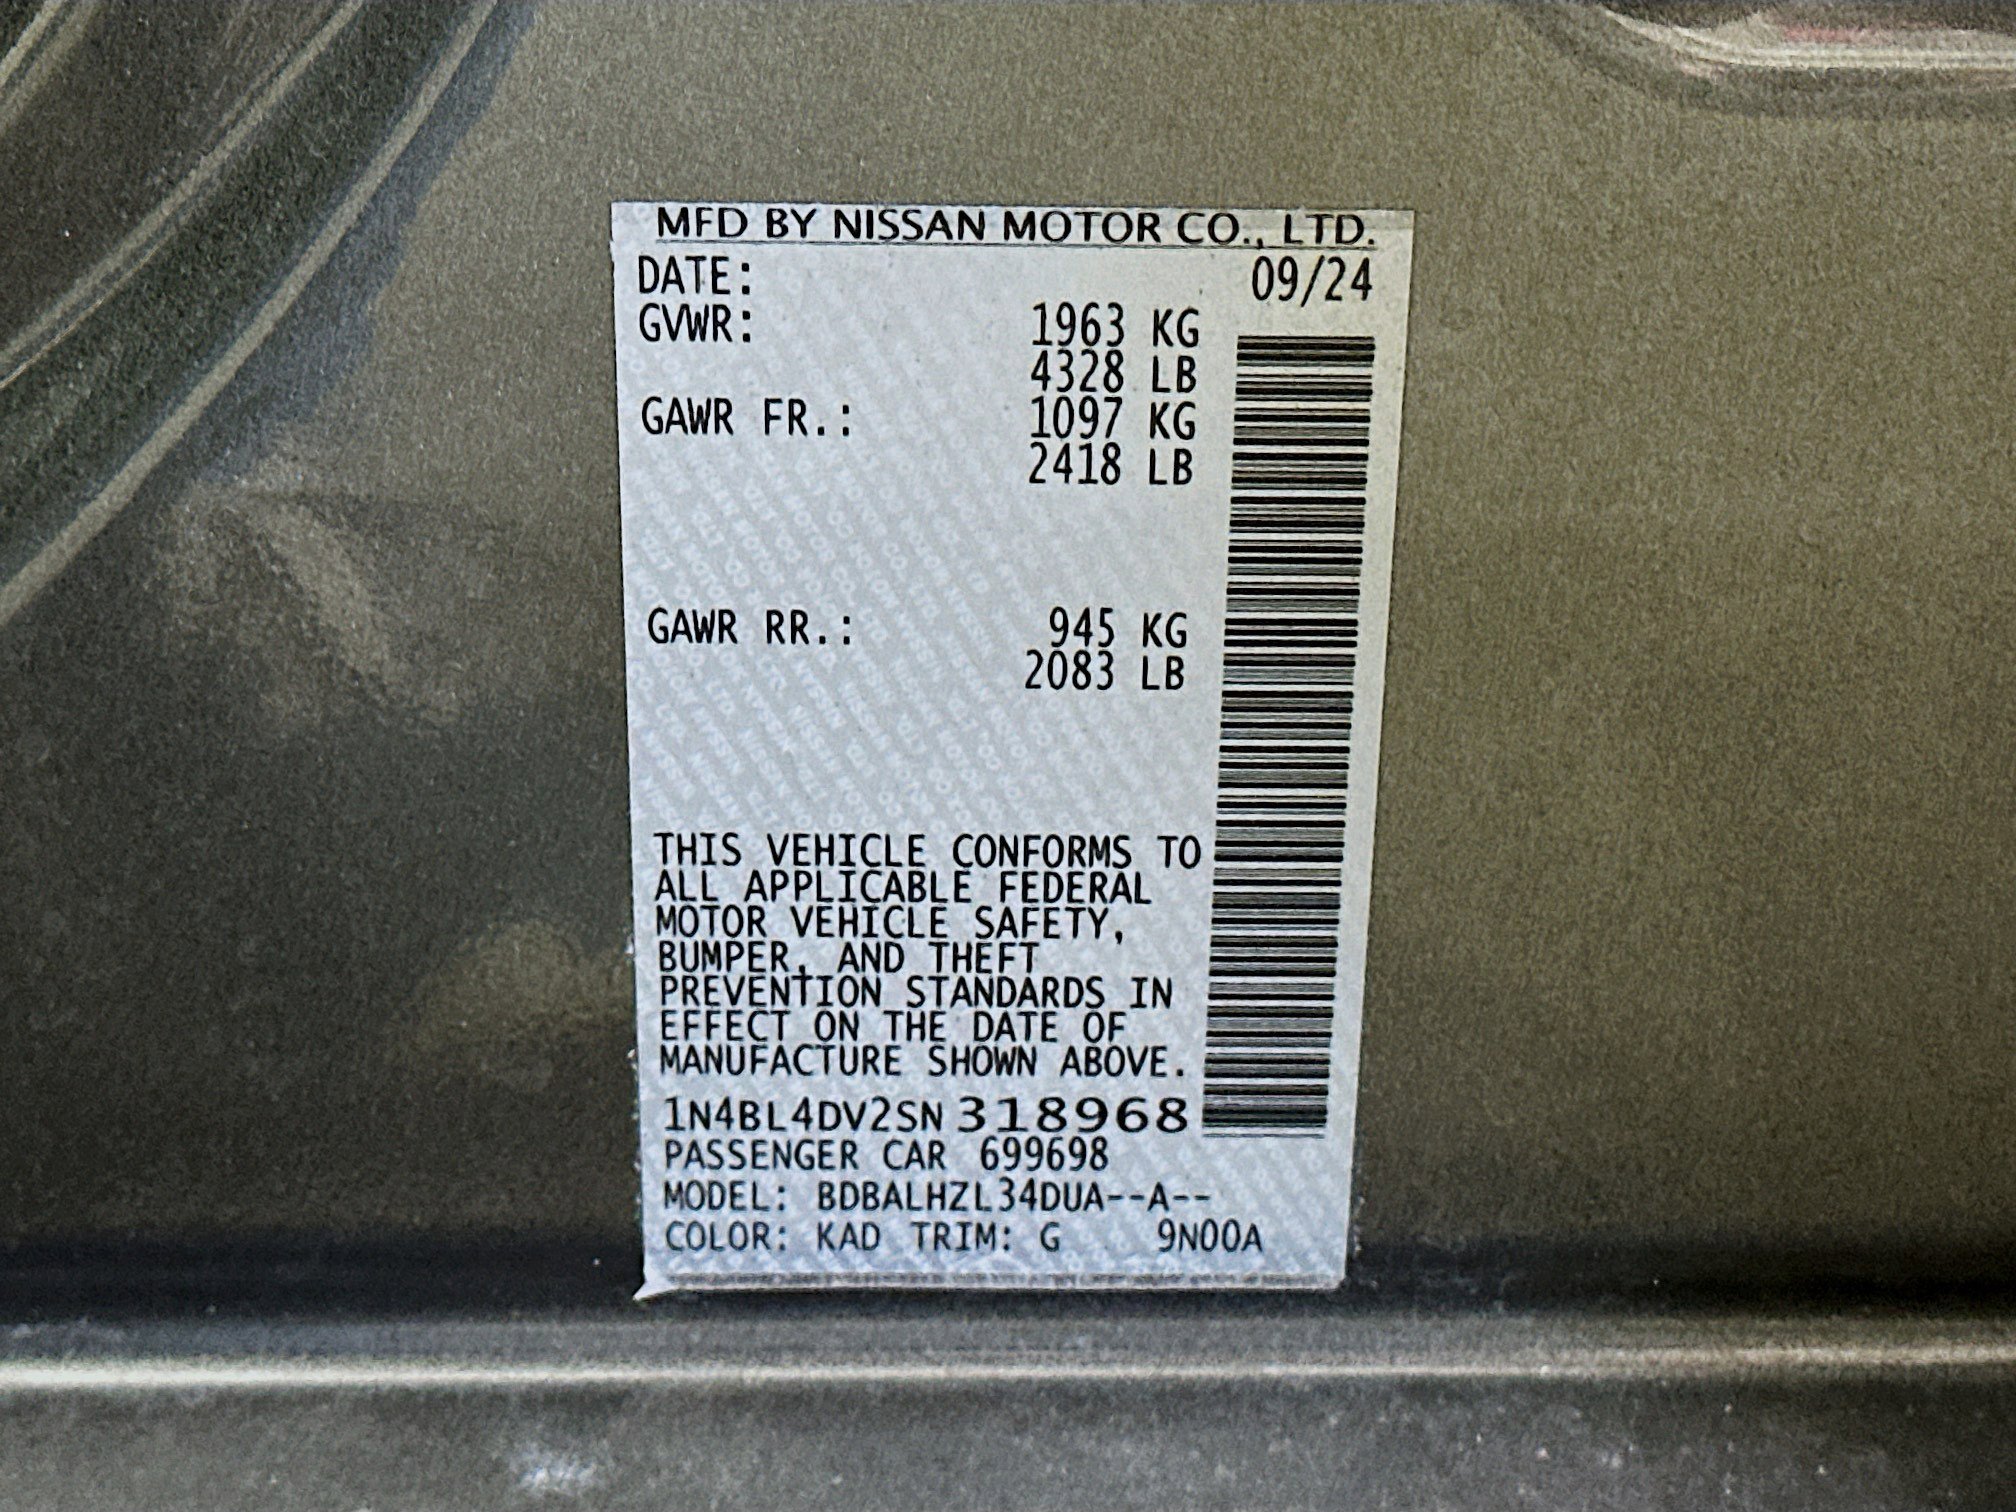 MFD BY NISSAN MOTOR CO., LTD.
DATE: 09/24
GVWR: 1963 KG
4328 LB
GAWR FR.: 1097 KG
2418 LB
GAWR RR.: 945 KG
2083 LB
THIS VEHICLE CONFORMS TO
ALL APPLICABLE FEDERAL
MOTOR VEHICLE SAFETY,
BUMPER, AND THEFT
PREVENTION STANDARDS IN
EFFECT ON THE DATE OF
MANUFACTURE SHOWN ABOVE.
1N4BL4DV2SN318968
PASSENGER CAR 699698
MODEL: BDBALHZL34DUA--A--
COLOR: KAD TRIM: G 9N00A